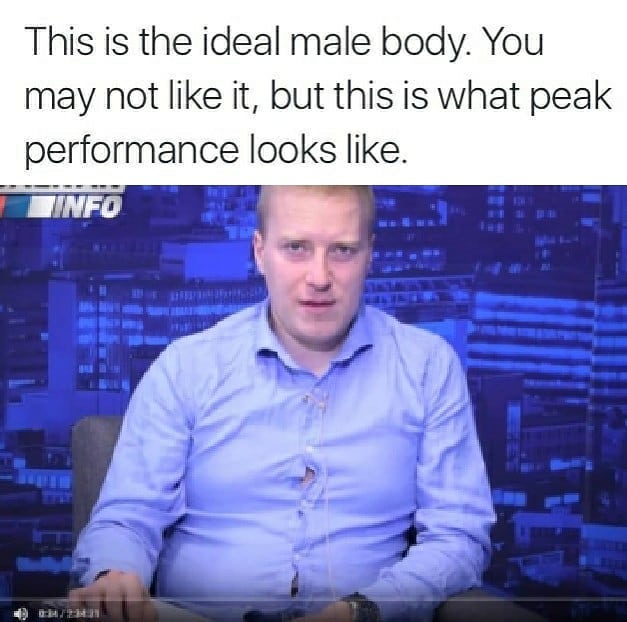 This is the ideal male body. You
may not like it, but this is what peak
performance looks like.
INFO